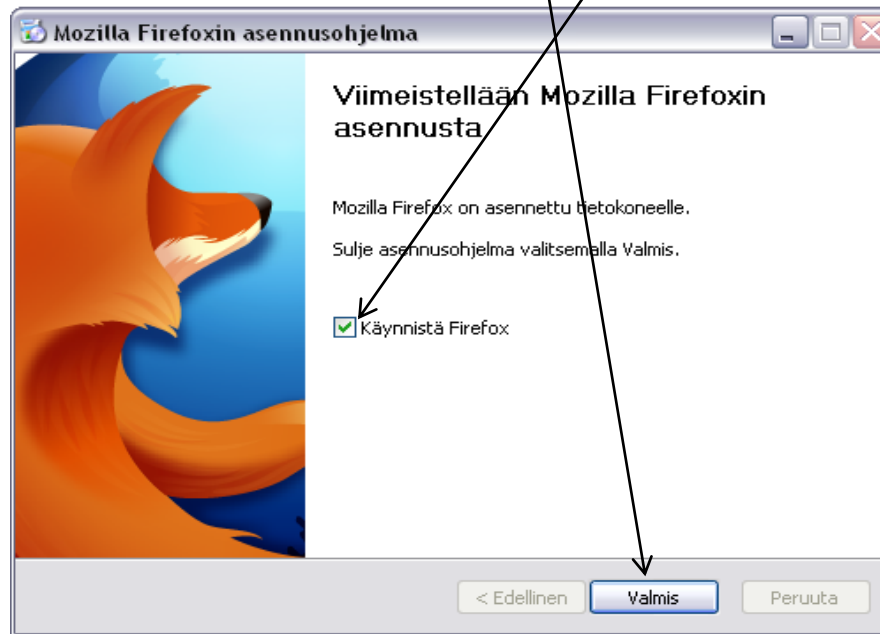 Mozilla Firefoxin asennusohjelma
Viimeistellään Mozilla Firefoxin
asennusta
Mozilla Firefox on asennettu tietokoneelle.
Sulje asennusohjelma valitsemalla Valmis.
Käynnistä Firefox
< Edellinen
Valmis
Peruuta